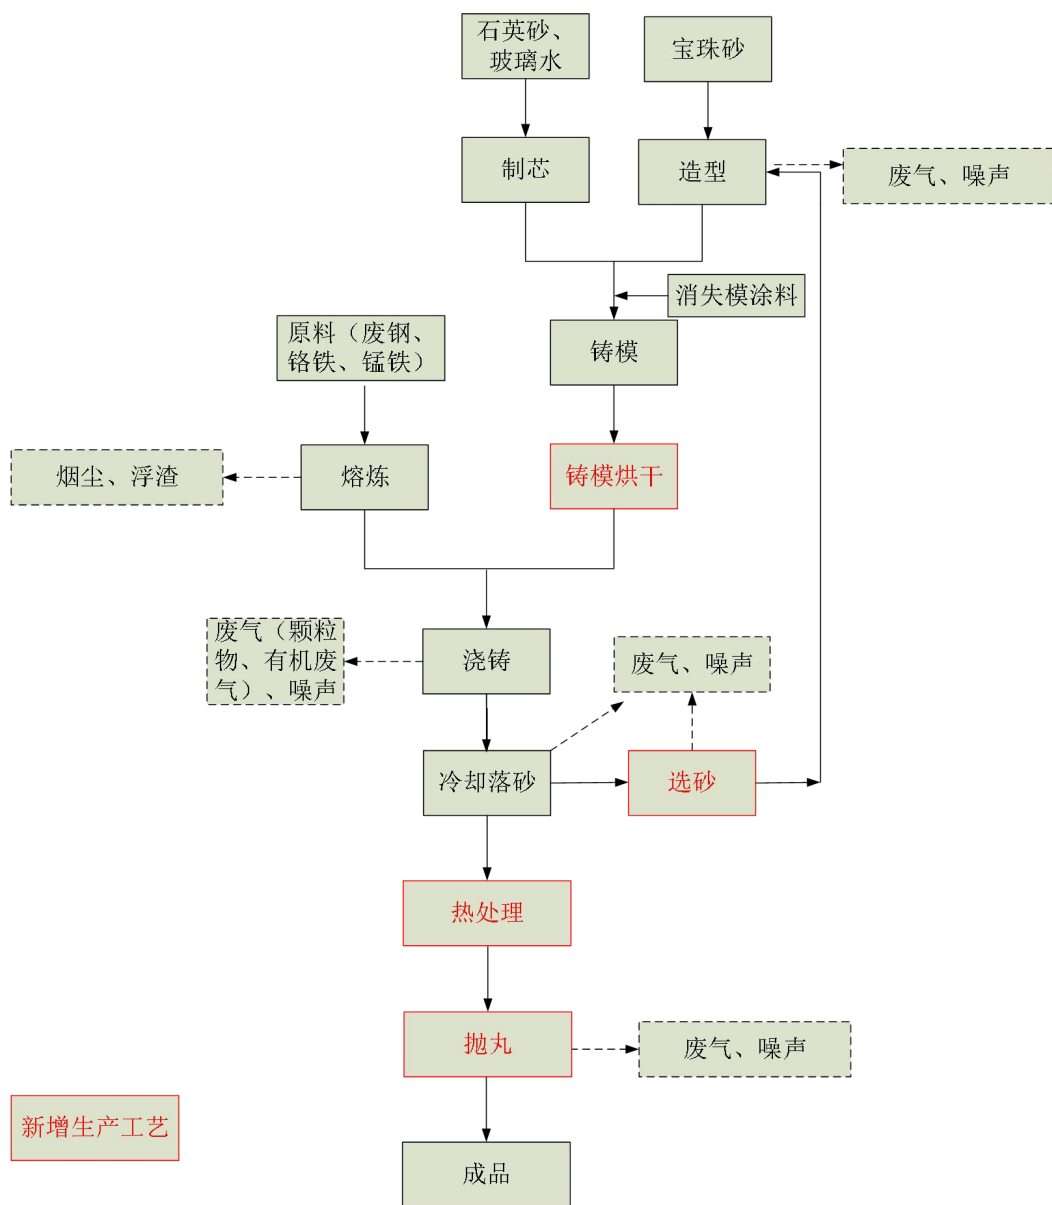 石英砂、
玻璃水
宝珠砂
制芯
造型
废气、噪声
消失模涂料
原料（废钢、
铬铁、锰铁）
铸模
烟尘、浮渣
熔炼
铸模烘干
废气（颗粒
物、有机废
气）、噪声
浇铸
废气、噪声
冷却落砂
选砂
热处理
抛丸
废气、噪声
新增生产工艺
成品